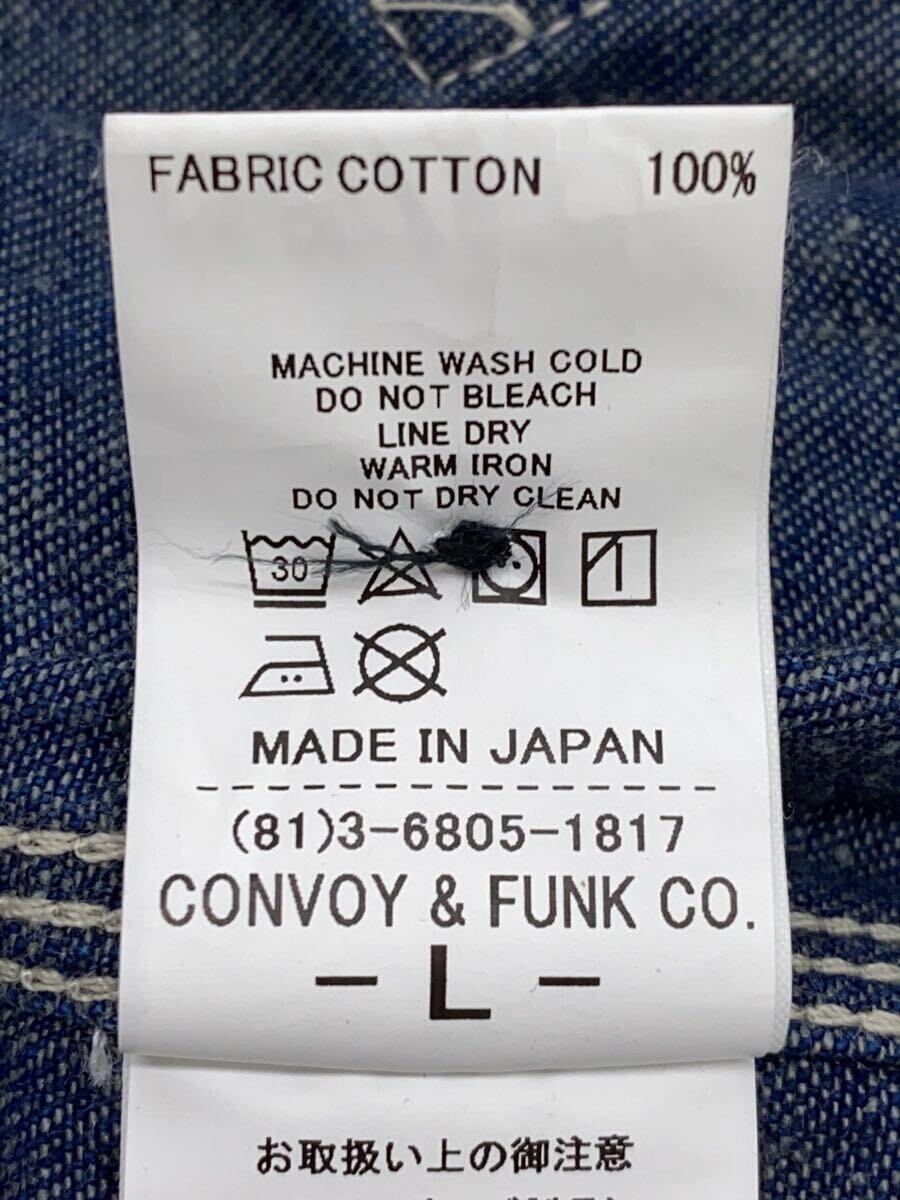 FABRIC COTTON 100%
MACHINE WASH COLD
DO NOT BLEACH
LINE DRY
WARM IRON
DO NOT DRY CLEAN
30
MADE IN JAPAN
(81)3-6805-1817
CONVOY & FUNK CO.
- L -
お取扱い上の御注意